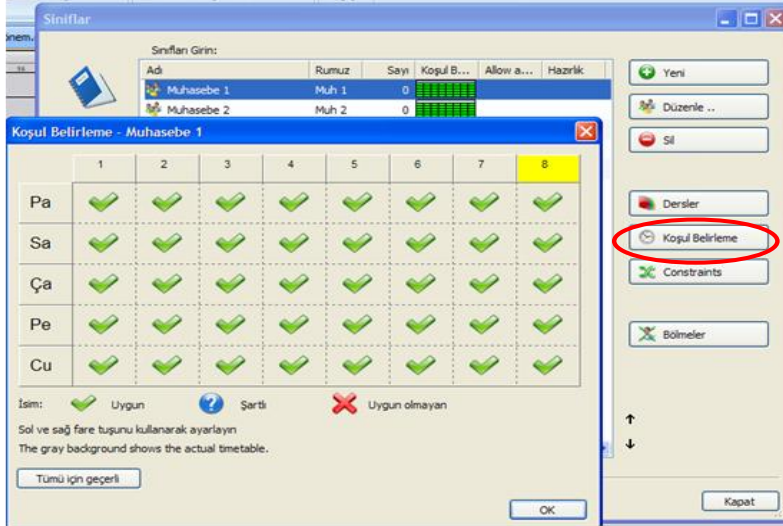 Sınıflar
önem.
Sınıfları Girin:
Adı Rumuz Sayı Koşul B... Allow a... Hazırlık
Muhasebe 1 Muh 1 0
Muhasebe 2 Muh 2 0
Yeni
Düzenle ..
Sil
Dersler
Koşul Belirleme
Constraints
Bölmeler
Kapat
Koşul Belirleme - Muhasebe 1
1 2 3 4 5 6 7 8
Pa
Sa
Ça
Pe
Cu
İsim: Uygun Şartlı Uygun olmayan
Sol ve sağ fare tuşunu kullanarak ayarlayın
The gray background shows the actual timetable.
Tümü için geçerli
OK